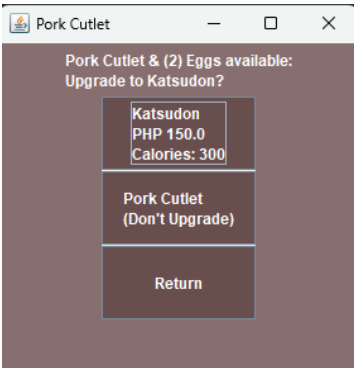 Pork Cutlet
Pork Cutlet & (2) Eggs available:
Upgrade to Katsudon?
Katsudon
PHP 150.0
Calories: 300
Pork Cutlet
(Don't Upgrade)
Return